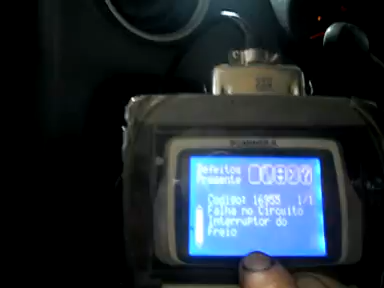 Defeitos
Presente
Codigo: 16955 1/1
Falha no Circuito
Interruptor do
Freio